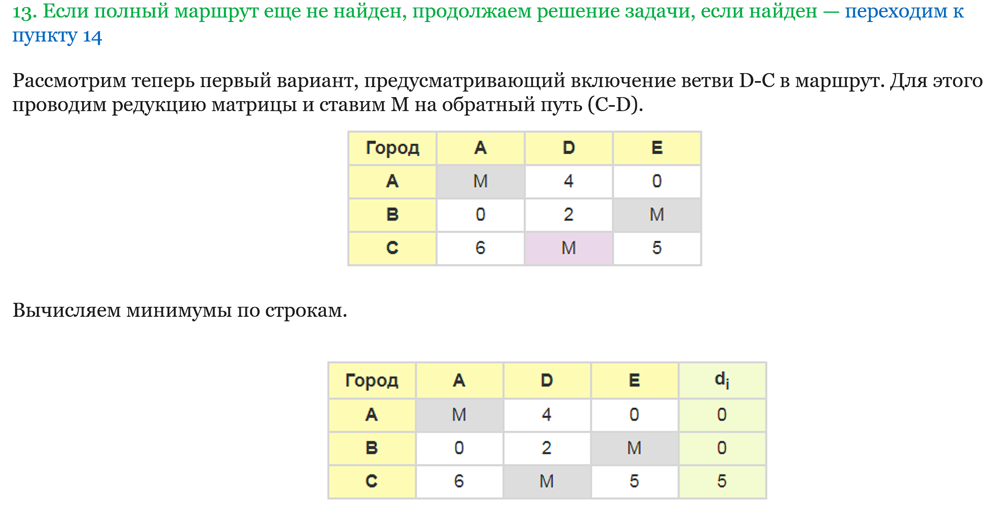 13. Если полный маршрут еще не найден, продолжаем решение задачи, если найден — переходим к
пункту 14
Рассмотрим теперь первый вариант, предусматривающий включение ветви D-C в маршрут. Для этого
проводим редукцию матрицы и ставим М на обратный путь (C-D).
Город A D E
A M 4 0
B 0 2 M
C 6 M 5
Вычисляем минимумы по строкам.
Город A D E di
A M 4 0 0
B 0 2 M 0
C 6 M 5 5